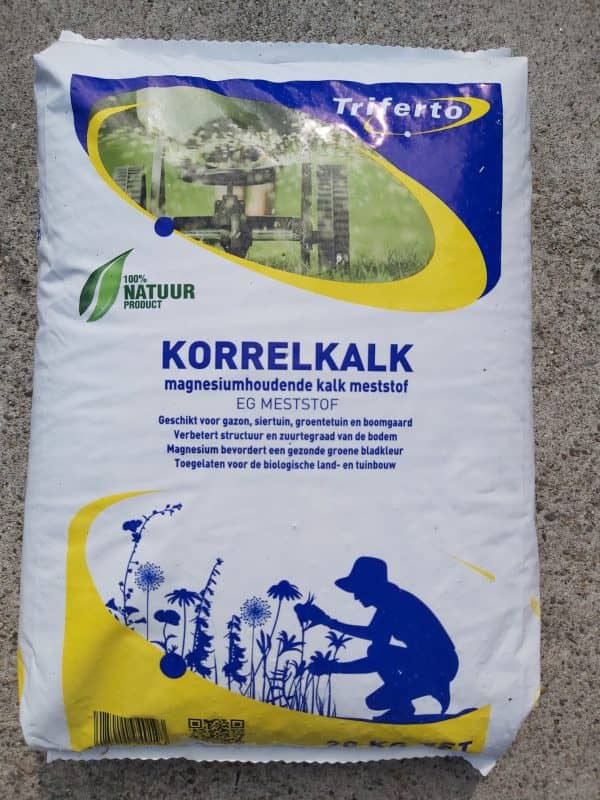 Triferto
100%
NATUUR
PRODUCT
KORRELKALK
magnesiumhoudende kalk meststof
EG MESTSTOF
Geschikt voor gazon, siertuin, groentetuin en boomgaard
Verbetert structuur en zuurtegraad van de bodem
Magnesium bevordert een gezonde groene bladkleur
Toegelaten voor de biologische land- en tuinbouw
KG